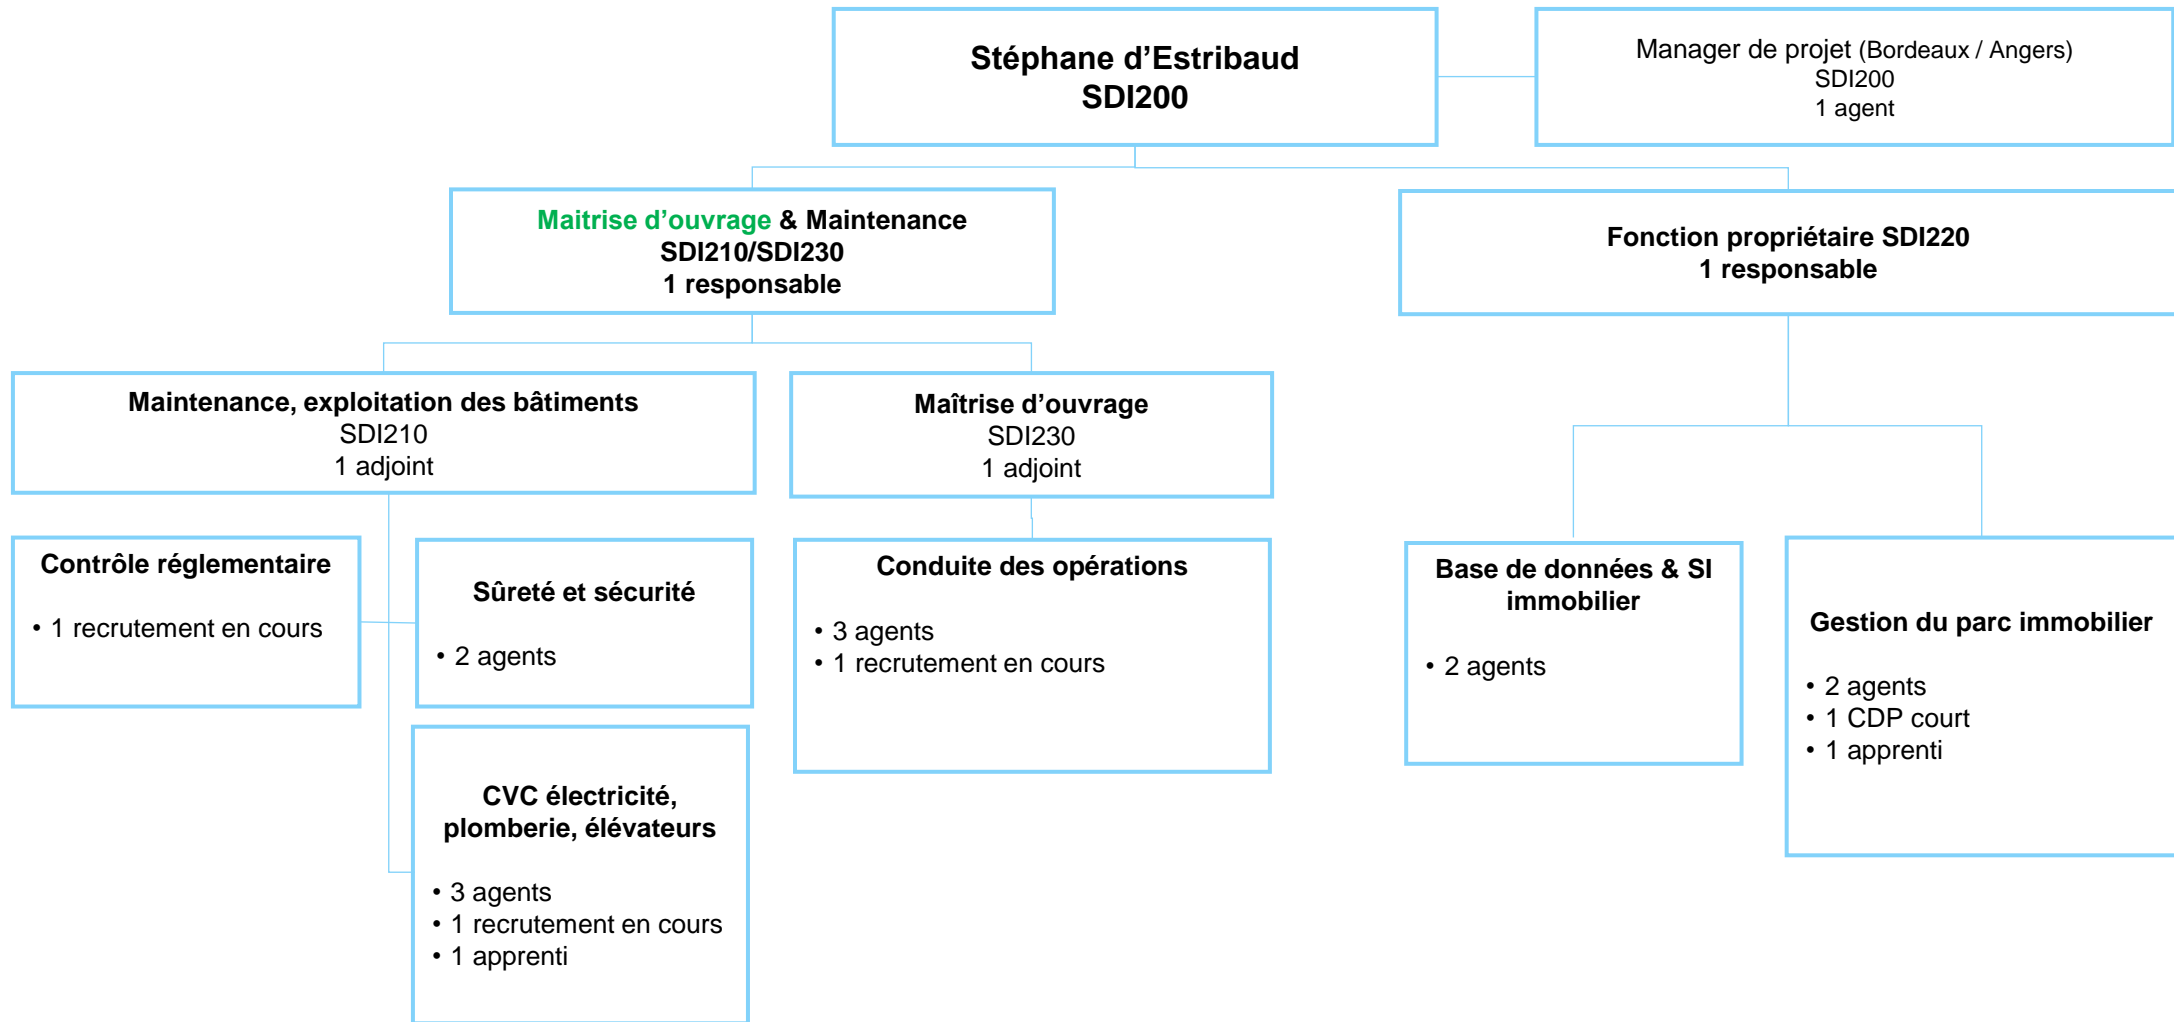 Stéphane d’Estribaud
SDI200
Manager de projet (Bordeaux / Angers)
SDI200
1 agent
Maitrise d’ouvrage & Maintenance
SDI210/SDI230
1 responsable
Fonction propriétaire SDI220
1 responsable
Maintenance, exploitation des bâtiments
SDI210
1 adjoint
Maîtrise d’ouvrage
SDI230
1 adjoint
Contrôle réglementaire
• 1 recrutement en cours
Sûreté et sécurité
• 2 agents
CVC électricité,
plomberie, élévateurs
• 3 agents
• 1 recrutement en cours
• 1 apprenti
Conduite des opérations
• 3 agents
• 1 recrutement en cours
Base de données & SI
immobilier
• 2 agents
Gestion du parc immobilier
• 2 agents
• 1 CDP court
• 1 apprenti